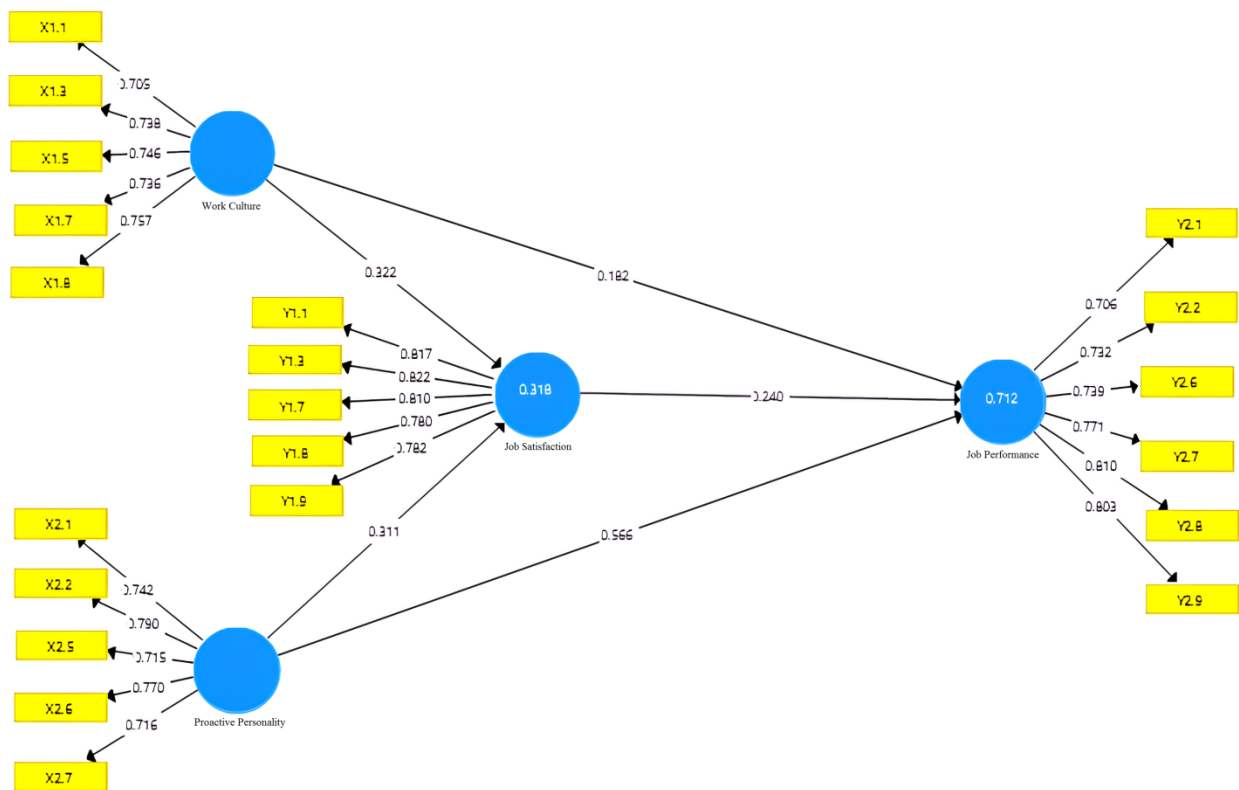 X1.1
0.705
X1.3
0.738
X1.5
0.746
X1.7
0.736
X1.8
0.757
Work Culture
0.322
0.182
Y1.1
0.817
Y1.3
0.822
Y1.7
0.810
Y1.8
0.780
Y1.9
0.782
0.318
Job Satisfaction
0.240
0.311
0.566
X2.1
0.742
X2.2
0.790
X2.5
0.715
X2.6
0.770
X2.7
0.716
Proactive Personality
0.712
Job Performance
Y2.1
0.706
Y2.2
0.732
Y2.6
0.739
Y2.7
0.771
Y2.8
0.810
Y2.9
0.803